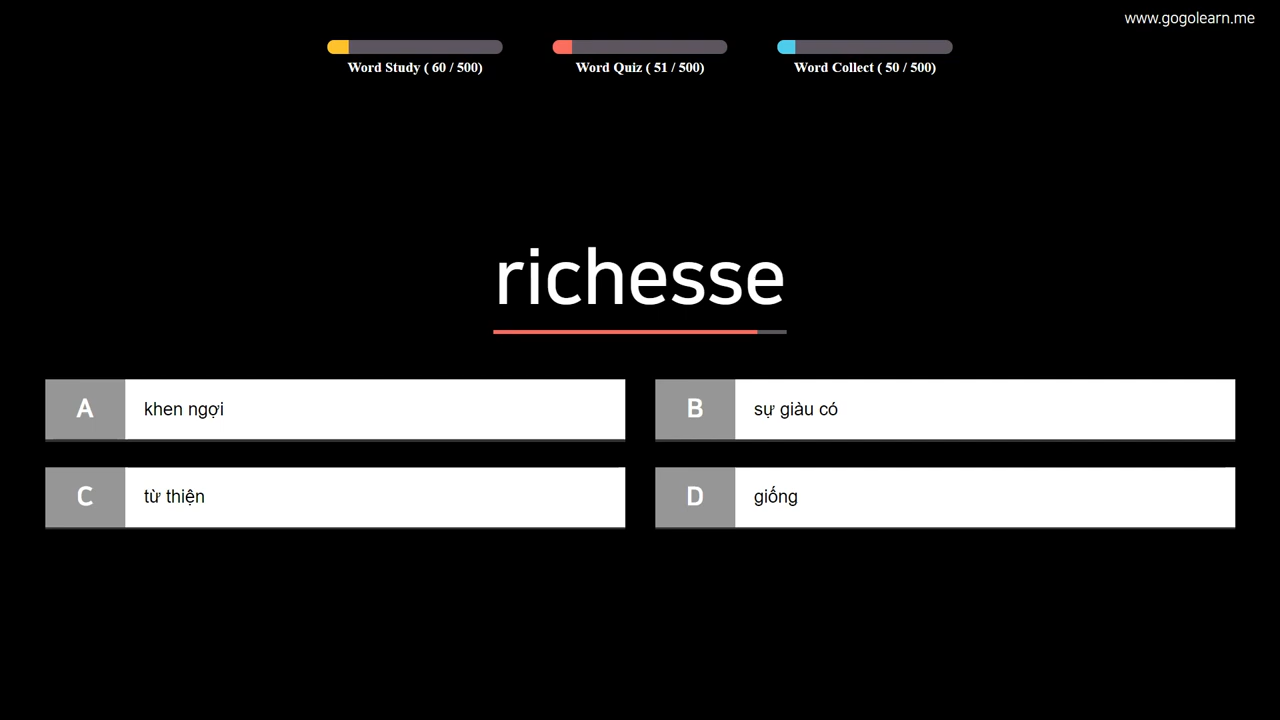 www.gogolearn.me
Word Study ( 60 / 500)
Word Quiz ( 51 / 500)
Word Collect ( 50 / 500)
richesse
A khen ngợi
B sự giàu có
C từ thiện
D giống